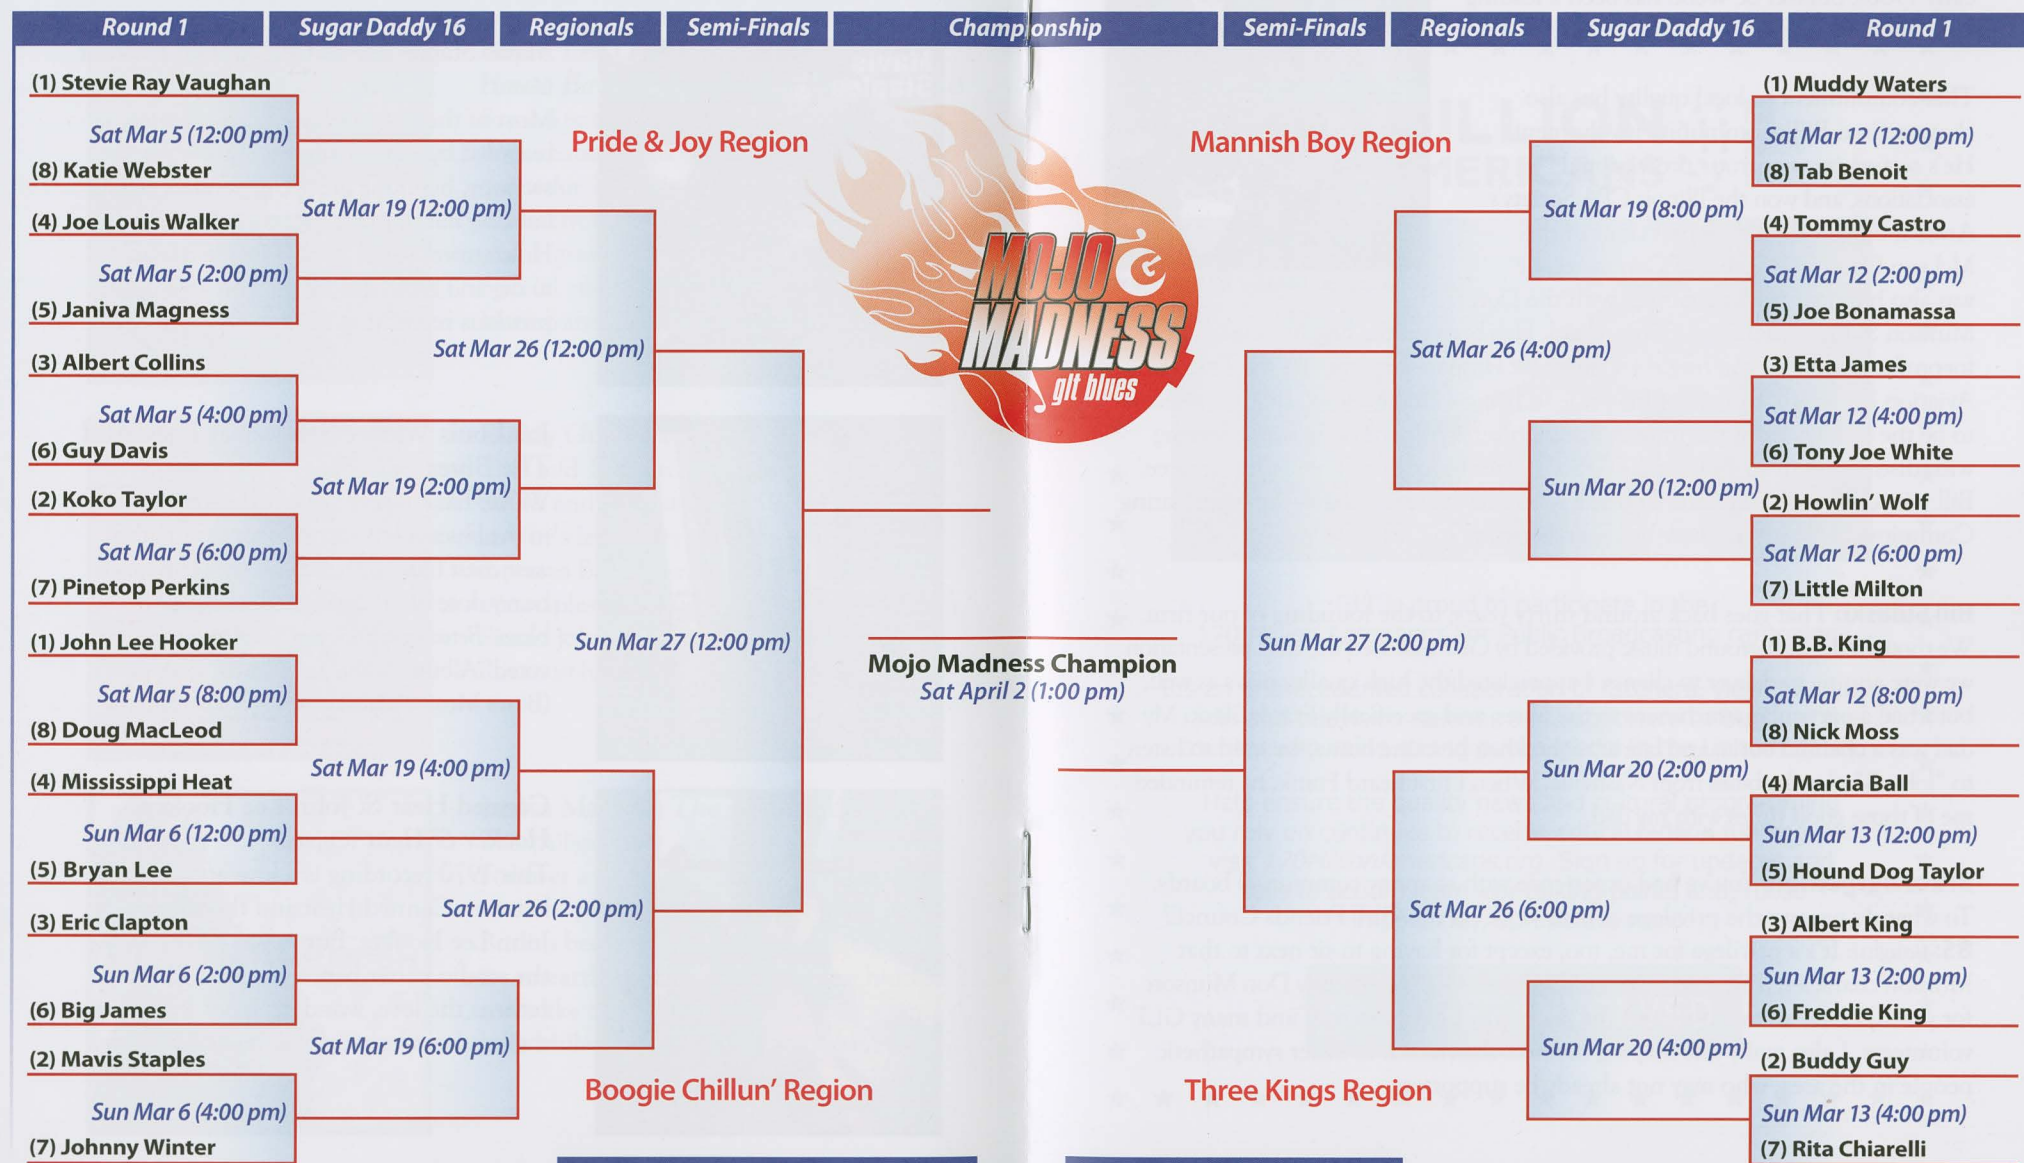 Round 1 Sugar Daddy 16 Regionals Semi-Finals Championship Semi-Finals Regionals Sugar Daddy 16 Round 1
(1) Stevie Ray Vaughan
Sat Mar 5 (12:00 pm)
(8) Katie Webster
Sat Mar 19 (12:00 pm)
(4) Joe Louis Walker
Sat Mar 5 (2:00 pm)
(5) Janiva Magness
Sat Mar 26 (12:00 pm)
(3) Albert Collins
Sat Mar 5 (4:00 pm)
(6) Guy Davis
Sat Mar 19 (2:00 pm)
(2) Koko Taylor
Sat Mar 5 (6:00 pm)
(7) Pinetop Perkins
Pride & Joy Region
Sun Mar 27 (12:00 pm)
(1) John Lee Hooker
Sat Mar 5 (8:00 pm)
(8) Doug MacLeod
Sat Mar 19 (4:00 pm)
(4) Mississippi Heat
Sun Mar 6 (12:00 pm)
(5) Bryan Lee
Sat Mar 26 (2:00 pm)
(3) Eric Clapton
Sun Mar 6 (2:00 pm)
(6) Big James
Sat Mar 19 (6:00 pm)
(2) Mavis Staples
Sun Mar 6 (4:00 pm)
(7) Johnny Winter
Boogie Chillun' Region
MOJO
MADNESS
glt blues
Mojo Madness Champion
Sat April 2 (1:00 pm)
Mannish Boy Region
(1) Muddy Waters
Sat Mar 12 (12:00 pm)
(8) Tab Benoit
Sat Mar 19 (8:00 pm)
(4) Tommy Castro
Sat Mar 12 (2:00 pm)
(5) Joe Bonamassa
Sat Mar 26 (4:00 pm)
(3) Etta James
Sat Mar 12 (4:00 pm)
(6) Tony Joe White
Sun Mar 20 (12:00 pm)
(2) Howlin' Wolf
Sat Mar 12 (6:00 pm)
(7) Little Milton
Sun Mar 27 (2:00 pm)
(1) B.B. King
Sat Mar 12 (8:00 pm)
(8) Nick Moss
Sun Mar 20 (2:00 pm)
(4) Marcia Ball
Sun Mar 13 (12:00 pm)
(5) Hound Dog Taylor
Sat Mar 26 (6:00 pm)
(3) Albert King
Sun Mar 13 (2:00 pm)
(6) Freddie King
Sun Mar 20 (4:00 pm)
(2) Buddy Guy
Sun Mar 13 (4:00 pm)
(7) Rita Chiarelli
Three Kings Region